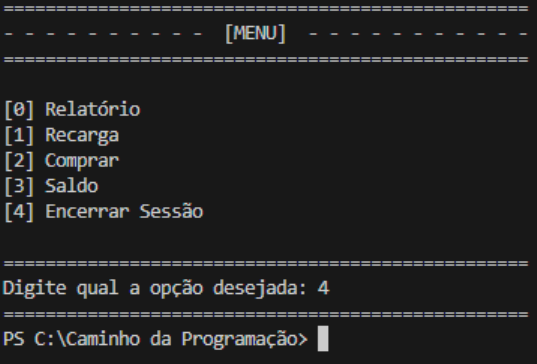 ==================================================
- - - - - - - - - - - [MENU] - - - - - - - - - - -
==================================================
[0] Relatório
[1] Recarga
[2] Comprar
[3] Saldo
[4] Encerrar Sessão
==================================================
Digite qual a opção desejada: 4
==================================================
PS C:\Caminho da Programação>